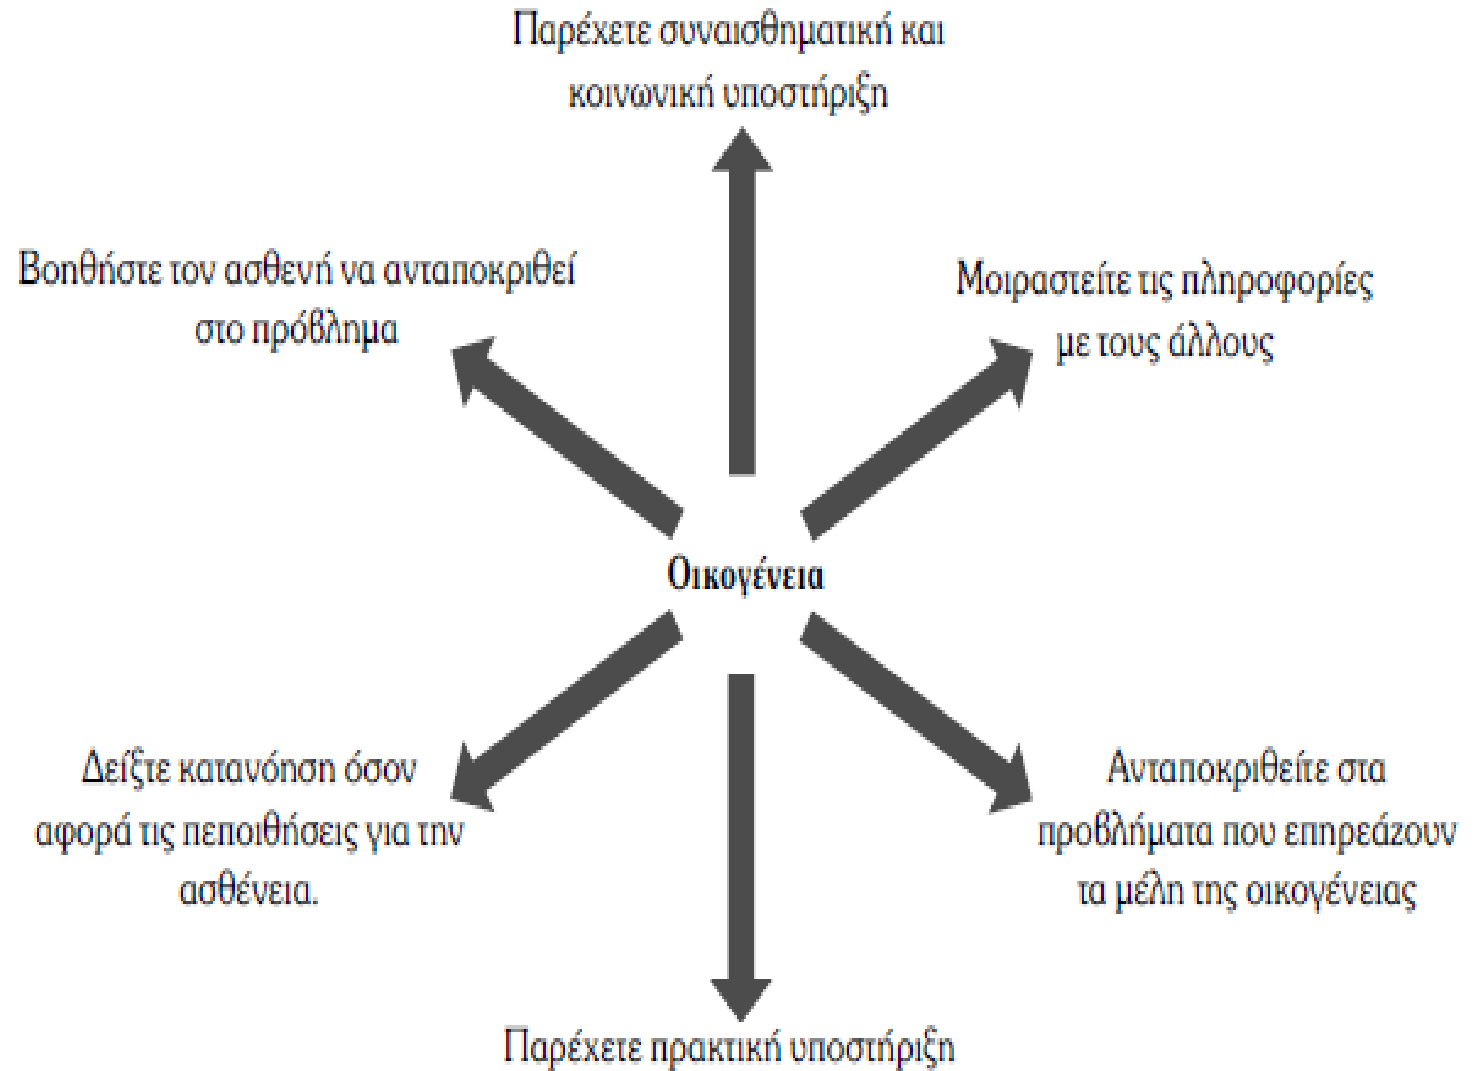 Παρέχετε συναισθηματική και
κοινωνική υποστήριξη
Βοηθήστε τον ασθενή να ανταποκριθεί
στο πρόβλημα
Μοιραστείτε τις πληροφορίες
με τους άλλους
Οικογένεια
Δείξτε κατανόηση όσον
αφορά τις πεποιθήσεις για την
ασθένεια.
Ανταποκριθείτε στα
προβλήματα που επηρεάζουν
τα μέλη της οικογένειας
Παρέχετε πρακτική υποστήριξη